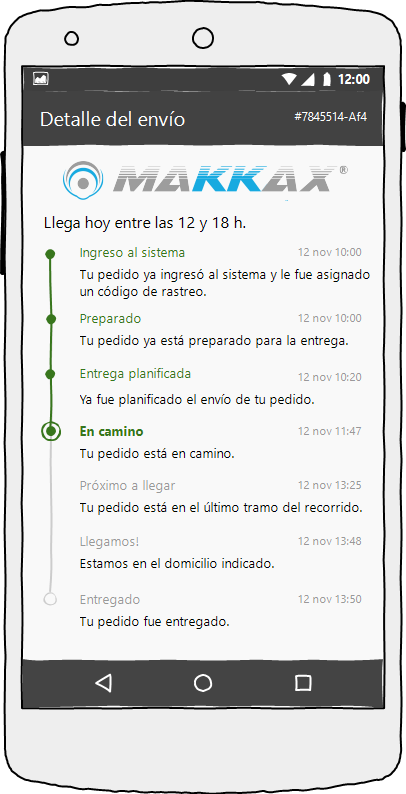 12:00
Detalle del envío #7845514-Af4
MAKKAX®
Llega hoy entre las 12 y 18 h.
Ingreso al sistema 12 nov 10:00
Tu pedido ya ingresó al sistema y le fue asignado
un código de rastreo.
Preparado 12 nov 10:00
Tu pedido ya está preparado para la entrega.
Entrega planificada 12 nov 10:20
Ya fue planificado el envío de tu pedido.
En camino 12 nov 11:47
Tu pedido está en camino.
Próximo a llegar 12 nov 13:25
Tu pedido está en el último tramo del recorrido.
Llegamos! 12 nov 13:48
Estamos en el domicilio indicado.
Entregado 12 nov 13:50
Tu pedido fue entregado.